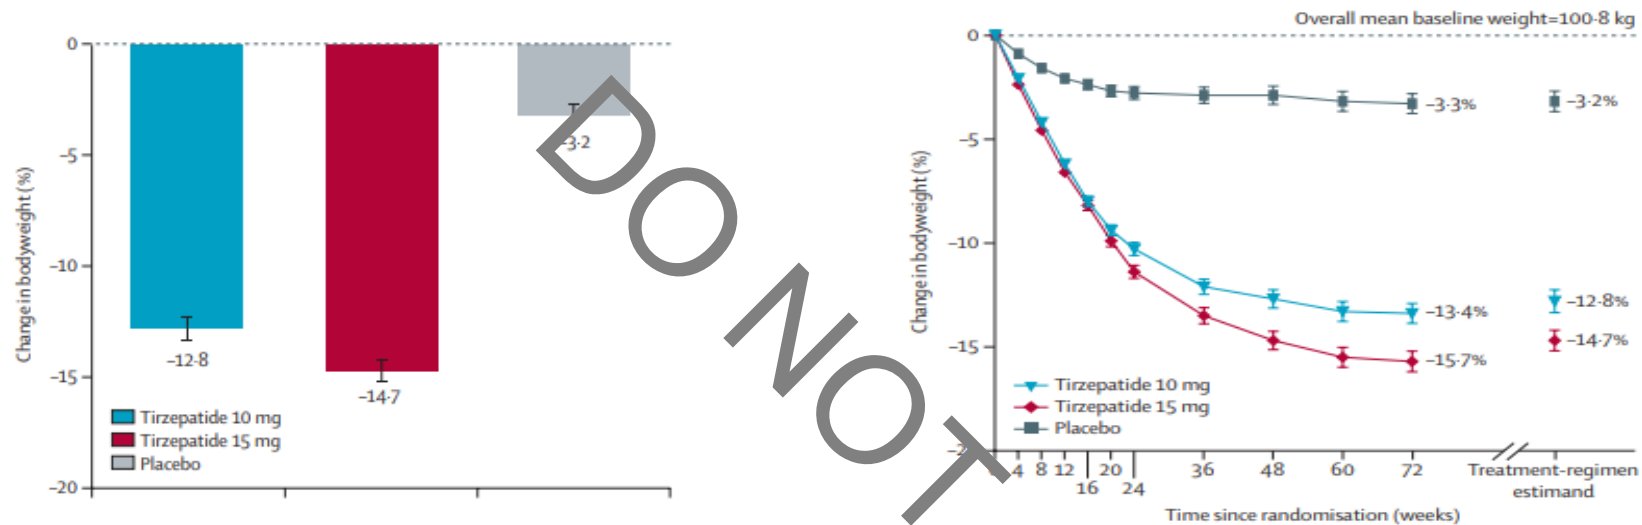 Change in bodyweight (%)
0
–5
–10
–15
–20
–12·8
–14·7
–3·2
Tirzepatide 10 mg
Tirzepatide 15 mg
Placebo
DO NOT
Overall mean baseline weight=100·8 kg
Change in bodyweight (%)
0
–5
–10
–15
–3·3%
–3·2%
–13·4%
–12·8%
–15·7%
–14·7%
Tirzepatide 10 mg
Tirzepatide 15 mg
Placebo
4 8 12 16 20 24 36 48 60 72 Treatment-regimen
estimand
Time since randomisation (weeks)